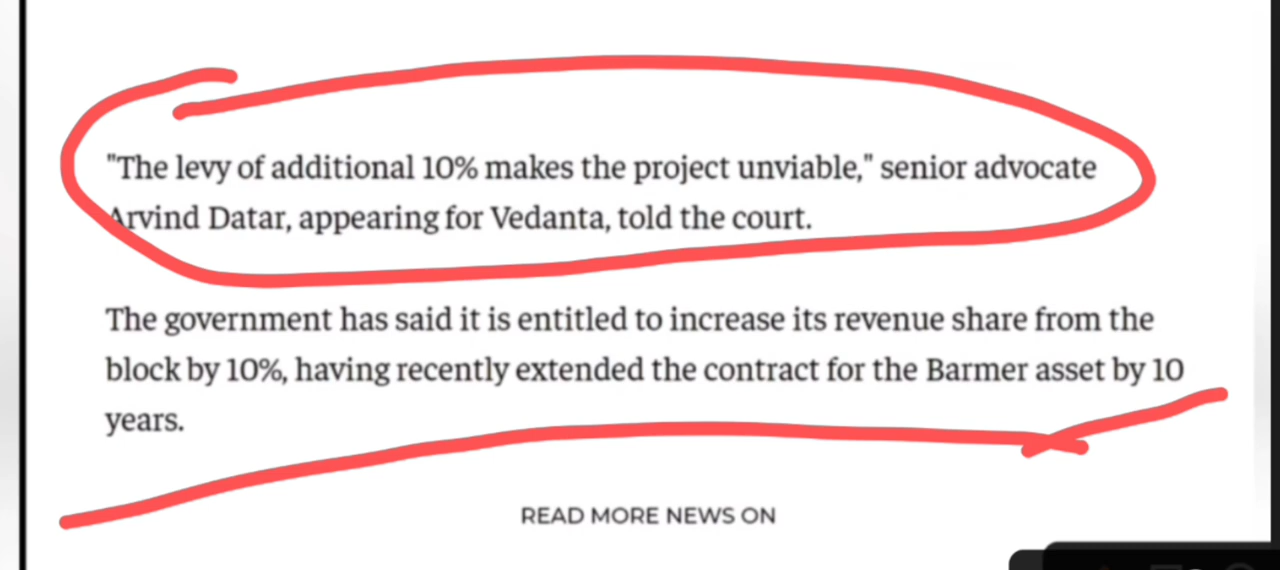 "The levy of additional 10% makes the project unviable," senior advocate
Arvind Datar, appearing for Vedanta, told the court.
The government has said it is entitled to increase its revenue share from the
block by 10%, having recently extended the contract for the Barmer asset by 10
years.
READ MORE NEWS ON